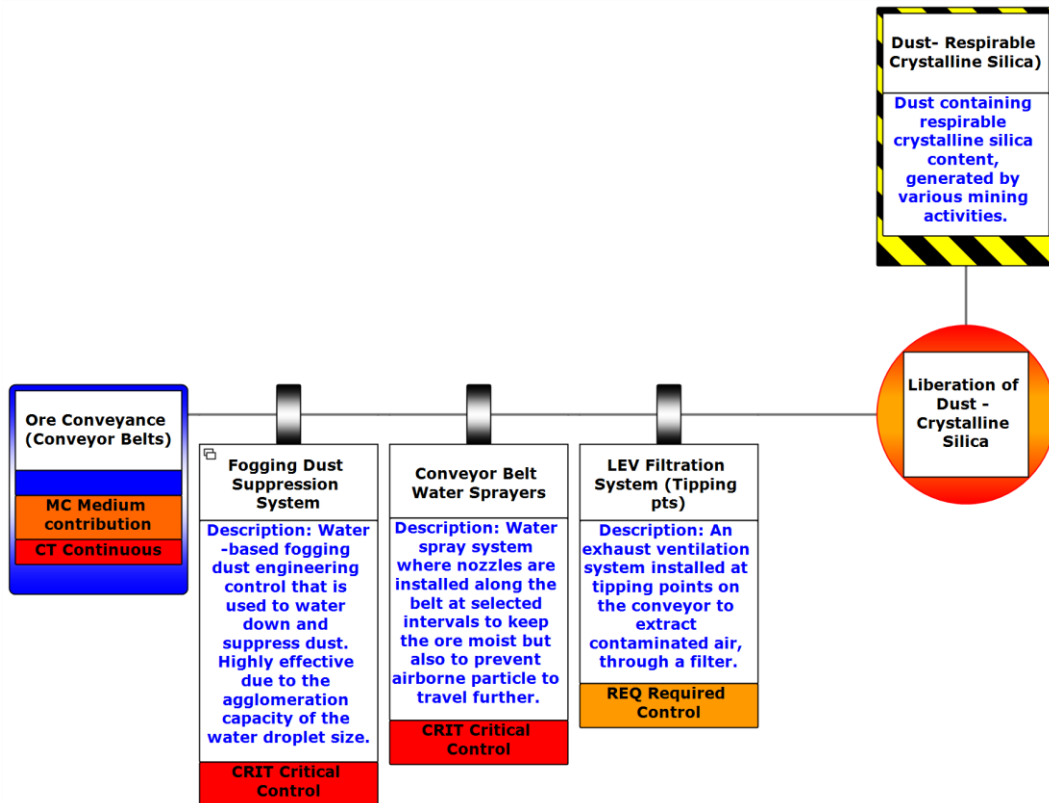 Dust- Respirable
Crystalline Silica)
Dust containing
respirable
crystalline silica
content,
generated by
various mining
activities.
Liberation of
Dust -
Crystalline
Silica
Ore Conveyance
(Conveyor Belts)
MC Medium
contribution
CT Continuous
Fogging Dust
Suppression
System
Description: Water
-based fogging
dust engineering
control that is
used to water
down and
suppress dust.
Highly effective
due to the
agglomeration
capacity of the
water droplet size.
CRIT Critical
Control
Conveyor Belt
Water Sprayers
Description: Water
spray system
where nozzles are
installed along the
belt at selected
intervals to keep
the ore moist but
also to prevent
airborne particle to
travel further.
CRIT Critical
Control
LEV Filtration
System (Tipping
pts)
Description: An
exhaust ventilation
system installed at
tipping points on
the conveyor to
extract
contaminated air,
through a filter.
REQ Required
Control